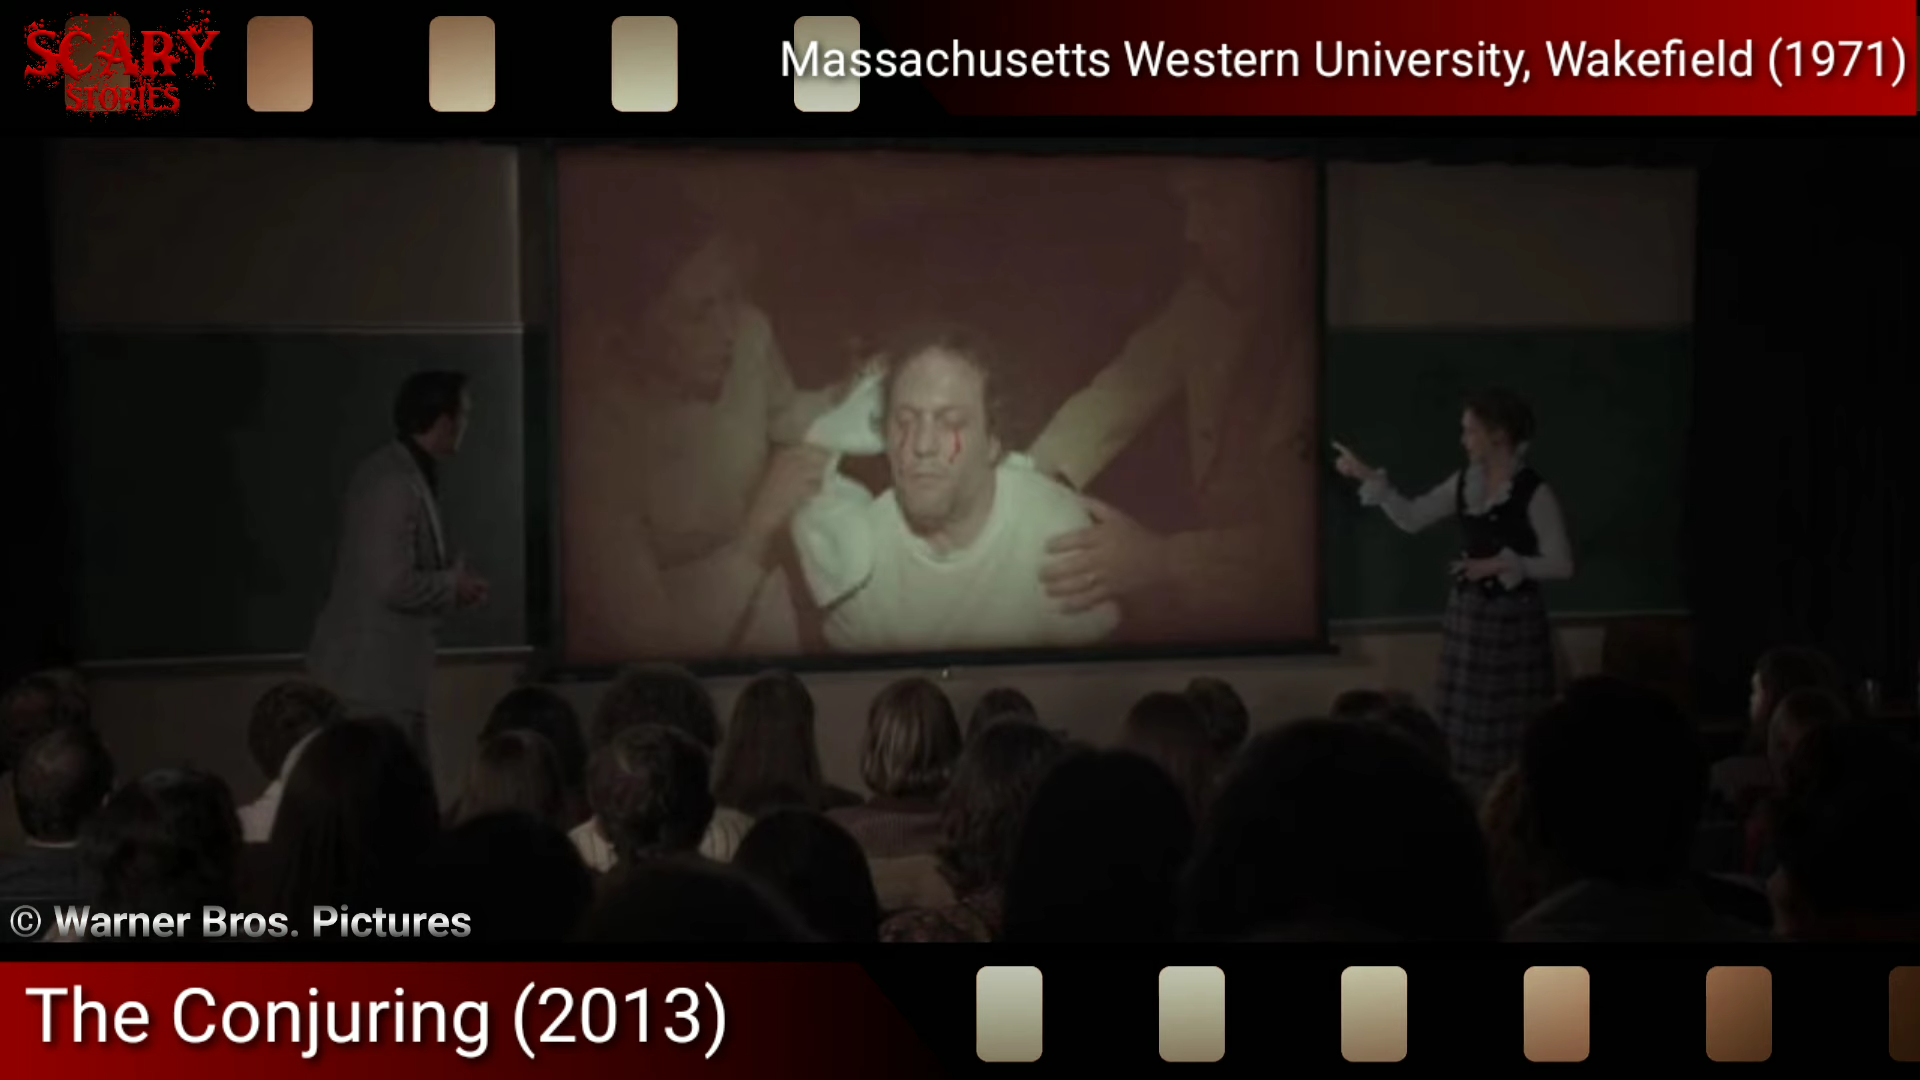 SCARY
STORIES
Massachusetts Western University, Wakefield (1971)
© Warner Bros. Pictures
The Conjuring (2013)